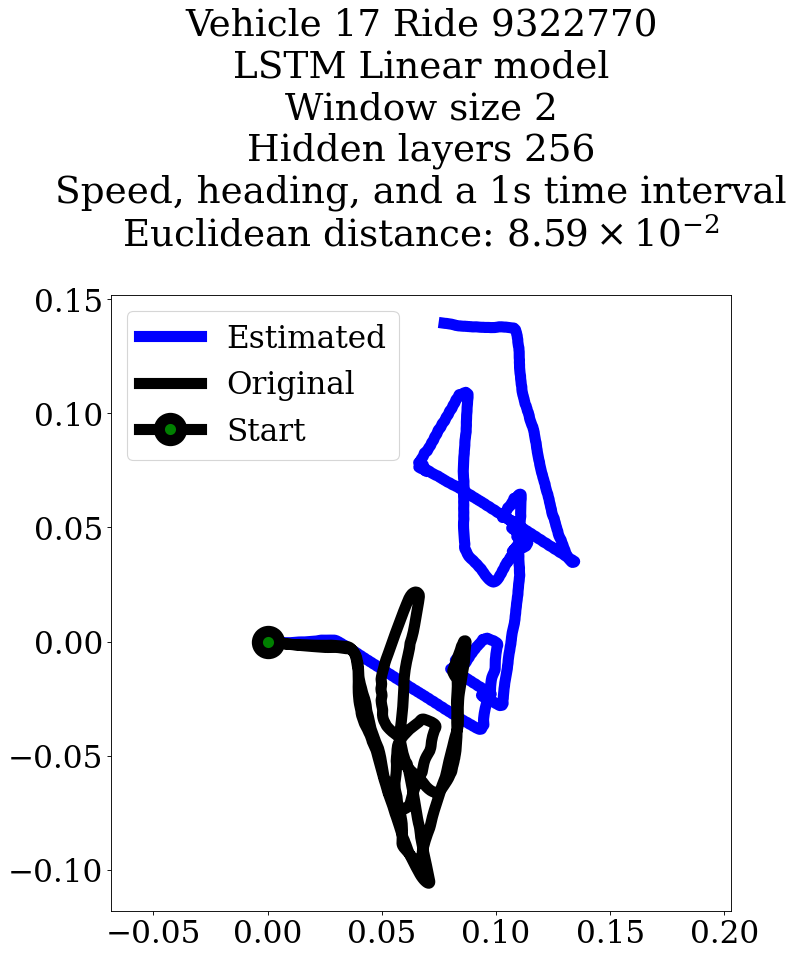 Vehicle 17 Ride 9322770
LSTM Linear model
Window size 2
Hidden layers 256
Speed, heading, and a 1s time interval
Euclidean distance: 8.59 × 10⁻²
0.15
Estimated
Original
Start
0.10
0.05
0.00
−0.05
−0.10
−0.05 0.00 0.05 0.10 0.15 0.20